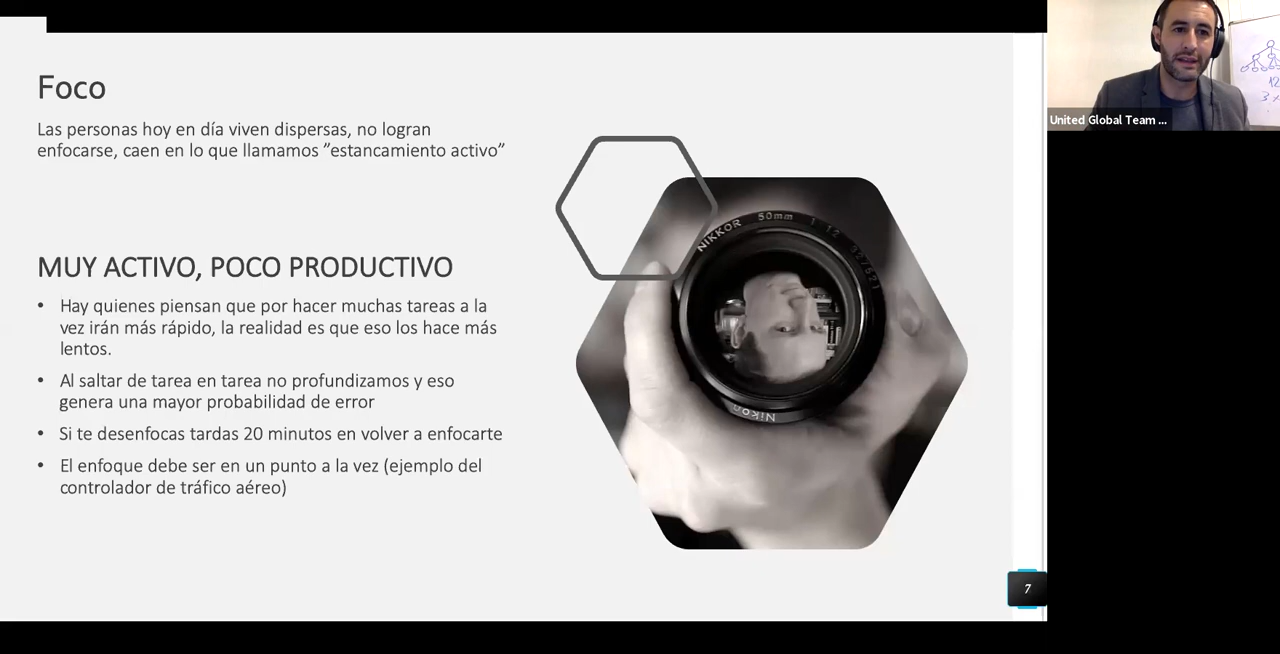 Foco
Las personas hoy en día viven dispersas, no logran
enfocarse, caen en lo que llamamos ”estancamiento activo”
MUY ACTIVO, POCO PRODUCTIVO
• Hay quienes piensan que por hacer muchas tareas a la
vez irán más rápido, la realidad es que eso los hace más
lentos.
• Al saltar de tarea en tarea no profundizamos y eso
genera una mayor probabilidad de error
• Si te desenfocas tardas 20 minutos en volver a enfocarte
• El enfoque debe ser en un punto a la vez (ejemplo del
controlador de tráfico aéreo)
NIKKOR 50mm
Nikon
7
United Global Team ...
12
3 x